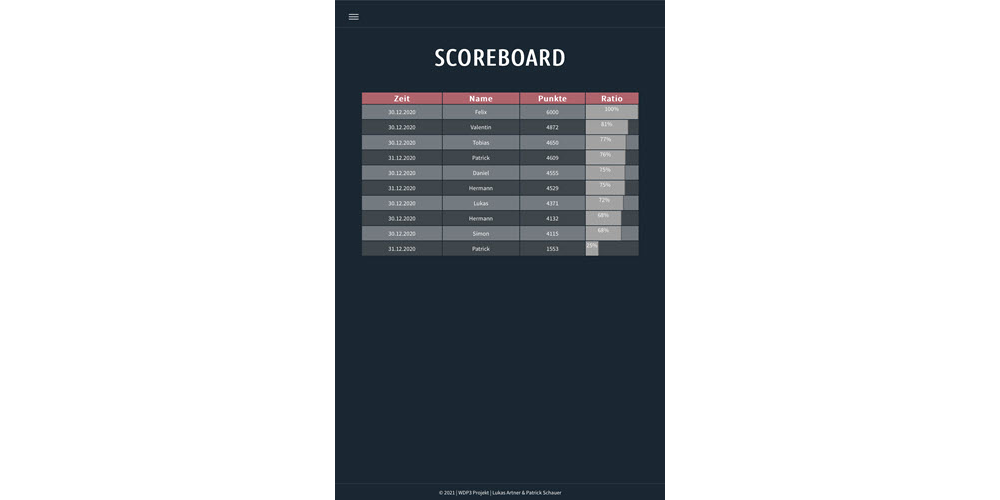 SCOREBOARD
Zeit Name Punkte Ratio
30.12.2020 Felix 6000 100%
30.12.2020 Valentin 4872 81%
30.12.2020 Tobias 4650 77%
31.12.2020 Patrick 4609 76%
30.12.2020 Daniel 4555 75%
31.12.2020 Hermann 4529 75%
30.12.2020 Lukas 4371 72%
30.12.2020 Hermann 4132 68%
30.12.2020 Simon 4115 68%
31.12.2020 Patrick 1553 25%
© 2021 | WDP3 Projekt | Lukas Artner & Patrick Schauer